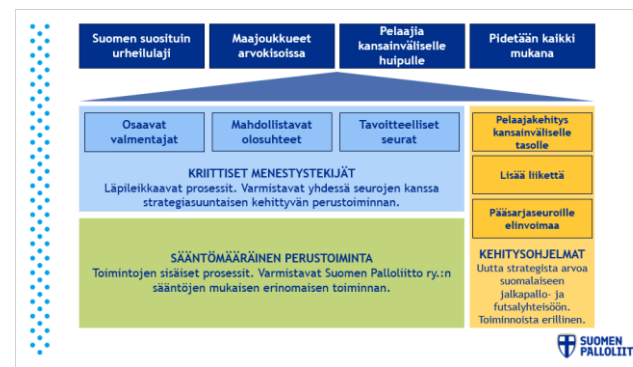 Suomen suosituin
urheilulaji
Maajoukkueet
arvokisoissa
Pelaajia
kansainväliselle
huipulle
Pidetään kaikki
mukana
Osaavat
valmentajat
Mahdollistavat
olosuhteet
Tavoitteelliset
seurat
KRIITTISET MENESTYSTEKIJÄT
Läpileikkaavat prosessit. Varmistavat yhdessä seurojen kanssa
strategiasuuntaisen kehittyvän perustoiminnan.
SÄÄNTÖMÄÄRÄINEN PERUSTOIMINTA
Toimintojen sisäiset prosessit. Varmistavat Suomen Palloliitto ry.:n
sääntöjen mukaisen erinomaisen toiminnan.
Pelaajakehitys
kansainväliselle
tasolle
Lisää liikettä
Pääsarjaseuroille
elinvoimaa
KEHITYSOHJELMAT
Uutta strategista arvoa
suomalaiseen
jalkapallo- ja
futsalyhteisöön.
Toiminnoista erillinen.
SUOMEN
PALLOLIIT